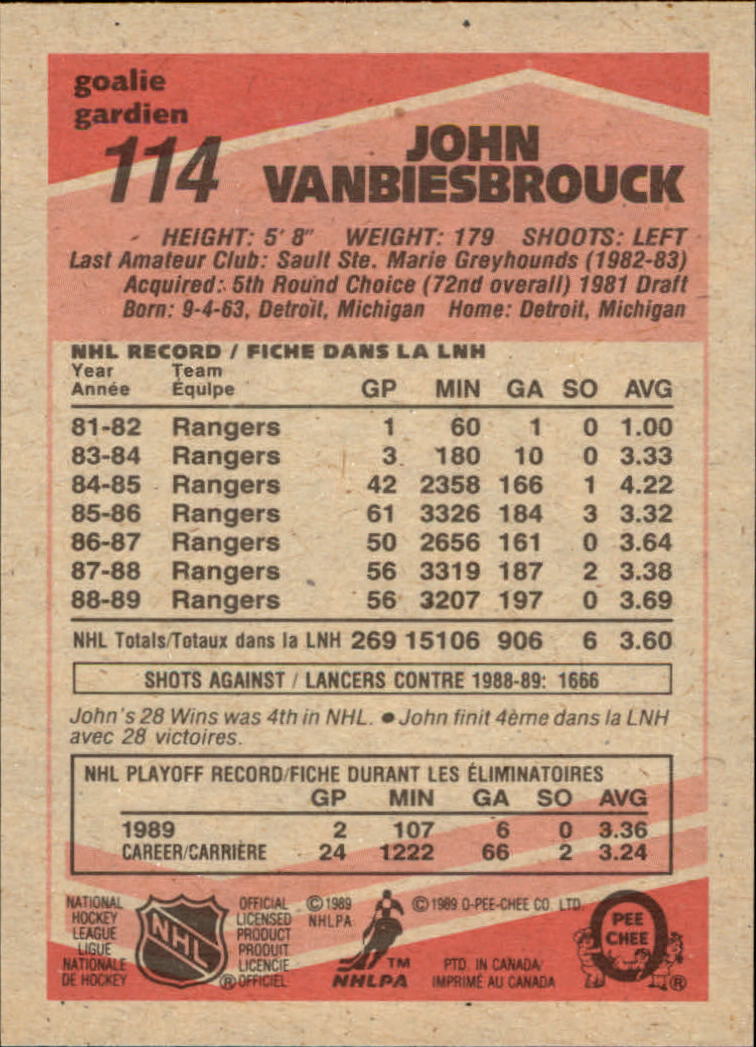 goalie
gardien
114
JOHN
VANBIESBROUCK
HEIGHT: 5' 8" WEIGHT: 179 SHOOTS: LEFT
Last Amateur Club: Sault Ste. Marie Greyhounds (1982-83)
Acquired: 5th Round Choice (72nd overall) 1981 Draft
Born: 9-4-63, Detroit, Michigan Home: Detroit, Michigan
NHL RECORD / FICHE DANS LA LNH
Year Team
Année Équipe GP MIN GA SO AVG
81-82 Rangers 1 60 1 0 1.00
83-84 Rangers 3 180 10 0 3.33
84-85 Rangers 42 2358 166 1 4.22
85-86 Rangers 61 3326 184 3 3.32
86-87 Rangers 50 2656 161 0 3.64
87-88 Rangers 56 3319 187 2 3.38
88-89 Rangers 56 3207 197 0 3.69
NHL Totals/Totaux dans la LNH 269 15106 906 6 3.60
SHOTS AGAINST / LANCERS CONTRE 1988-89: 1666
John's 28 Wins was 4th in NHL. ● John finit 4ème dans la LNH
avec 28 victoires.
NHL PLAYOFF RECORD/FICHE DURANT LES ÉLIMINATOIRES
GP MIN GA SO AVG
1989 2 107 6 0 3.36
CAREER/CARRIÈRE 24 1222 66 2 3.24
NATIONAL
HOCKEY
LEAGUE
LIGUE
NATIONALE
DE HOCKEY
NHL
®
OFFICIAL
LICENSED
PRODUCT
PRODUIT
LICENCIE
OFFICIEL
©1989
NHLPA
TM
NHLPA
©1989 O-PEE-CHEE CO. LTD.
PTD. IN CANADA/
IMPRIMÉ AU CANADA
PEE
CHEE
®